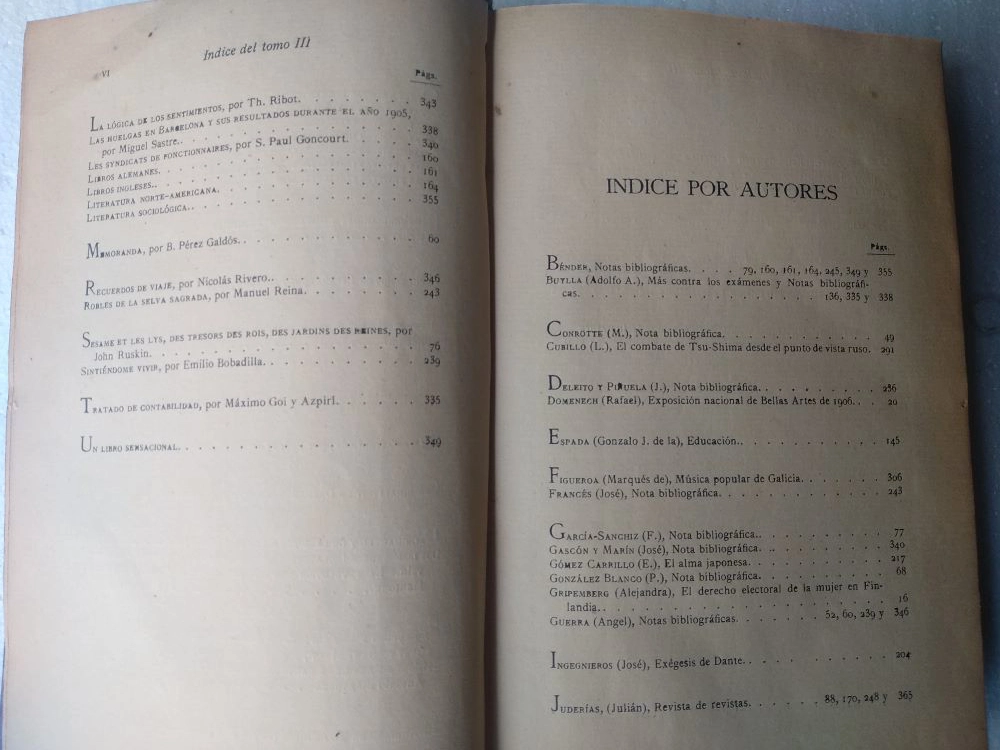 VI
Indice del tomo III
Págs.
LA LÓGICA DE LOS SENTIMIENTOS, por Th. Ribot. . . . . . . . 343
LAS HUELGAS EN BARCELONA Y SUS RESULTADOS DURANTE EL AÑO 1905,
por Miguel Sastre. . . . . . . . . . . . . . . . 338
LES SYNDICATS DE FONCTIONNAIRES, por S. Paul Goncourt. . . . . 340
LIBROS ALEMANES. . . . . . . . . . . . . . . . . 160
LIBROS INGLESES. . . . . . . . . . . . . . . . . 161
LITERATURA NORTE-AMERICANA. . . . . . . . . . . . . 164
LITERATURA SOCIOLÓGICA. . . . . . . . . . . . . . . 355
MEMORANDA, por B. Pérez Galdós. . . . . . . . . . . . 60
RECUERDOS DE VIAJE, por Nicolás Rivero. . . . . . . . . . 346
ROBLES DE LA SELVA SAGRADA, por Manuel Reina. . . . . . . . 243
SESAME ET LES LYS, DES TRESORS DES ROIS, DES JARDINS DES REINES, por
John Ruskin. . . . . . . . . . . . . . . . . . 76
SINTIÉNDOME VIVIR, por Emilio Bobadilla. . . . . . . . . . 239
TRATADO DE CONTABILIDAD, por Máximo Goi y Azpiri. . . . . . 335
UN LIBRO SENSACIONAL. . . . . . . . . . . . . . . 349
INDICE POR AUTORES
Págs.
BÉNDER, Notas bibliográficas. . . . 79, 160, 161, 164, 245, 349 y 355
BUYLLA (Adolfo A.), Más contra los exámenes y Notas bibliográfi-
cas. . . . . . . . . . . . . . . 136, 335 y 338
CONROTTE (M.), Nota bibliográfica. . . . . . . . . . . 49
CUBILLO (L.), El combate de Tsu-Shima desde el punto de vista ruso. 291
DELEITO Y PIÑUELA (J.), Nota bibliográfica. . . . . . . . . 236
DOMENECH (Rafael), Exposición nacional de Bellas Artes de 1906. . . 20
ESPADA (Gonzalo J. de la), Educación. . . . . . . . . . . 145
FIGUEROA (Marqués de), Música popular de Galicia. . . . . . . 306
FRANCÉS (José), Nota bibliográfica. . . . . . . . . . . . 243
GARCÍA-SANCHIZ (F.), Nota bibliográfica. . . . . . . . . . 77
GASCÓN Y MARÍN (José), Nota bibliográfica. . . . . . . . . 340
GÓMEZ CARRILLO (E.), El alma japonesa. . . . . . . . . . 217
GONZÁLEZ BLANCO (P.), Nota bibliográfica. . . . . . . . . . 68
GRIPEMBERG (Alejandra), El derecho electoral de la mujer en Fin-
landia. . . . . . . . . . . . . . . . . . . . 16
GUERRA (Angel), Notas bibliográficas. . . . . . 52, 60, 239 y 346
INGEGNIEROS (José), Exégesis de Dante. . . . . . . . . . . 204
JUDERÍAS, (Julián), Revista de revistas. . . . . . 88, 170, 248 y 365